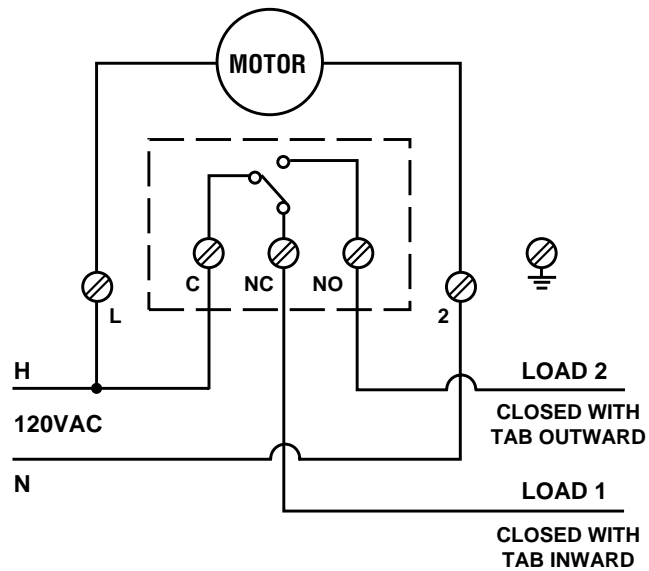 MOTOR
C
NC
NO
L
2
H
LOAD 2
120VAC
CLOSED WITH
TAB OUTWARD
N
LOAD 1
CLOSED WITH
TAB INWARD